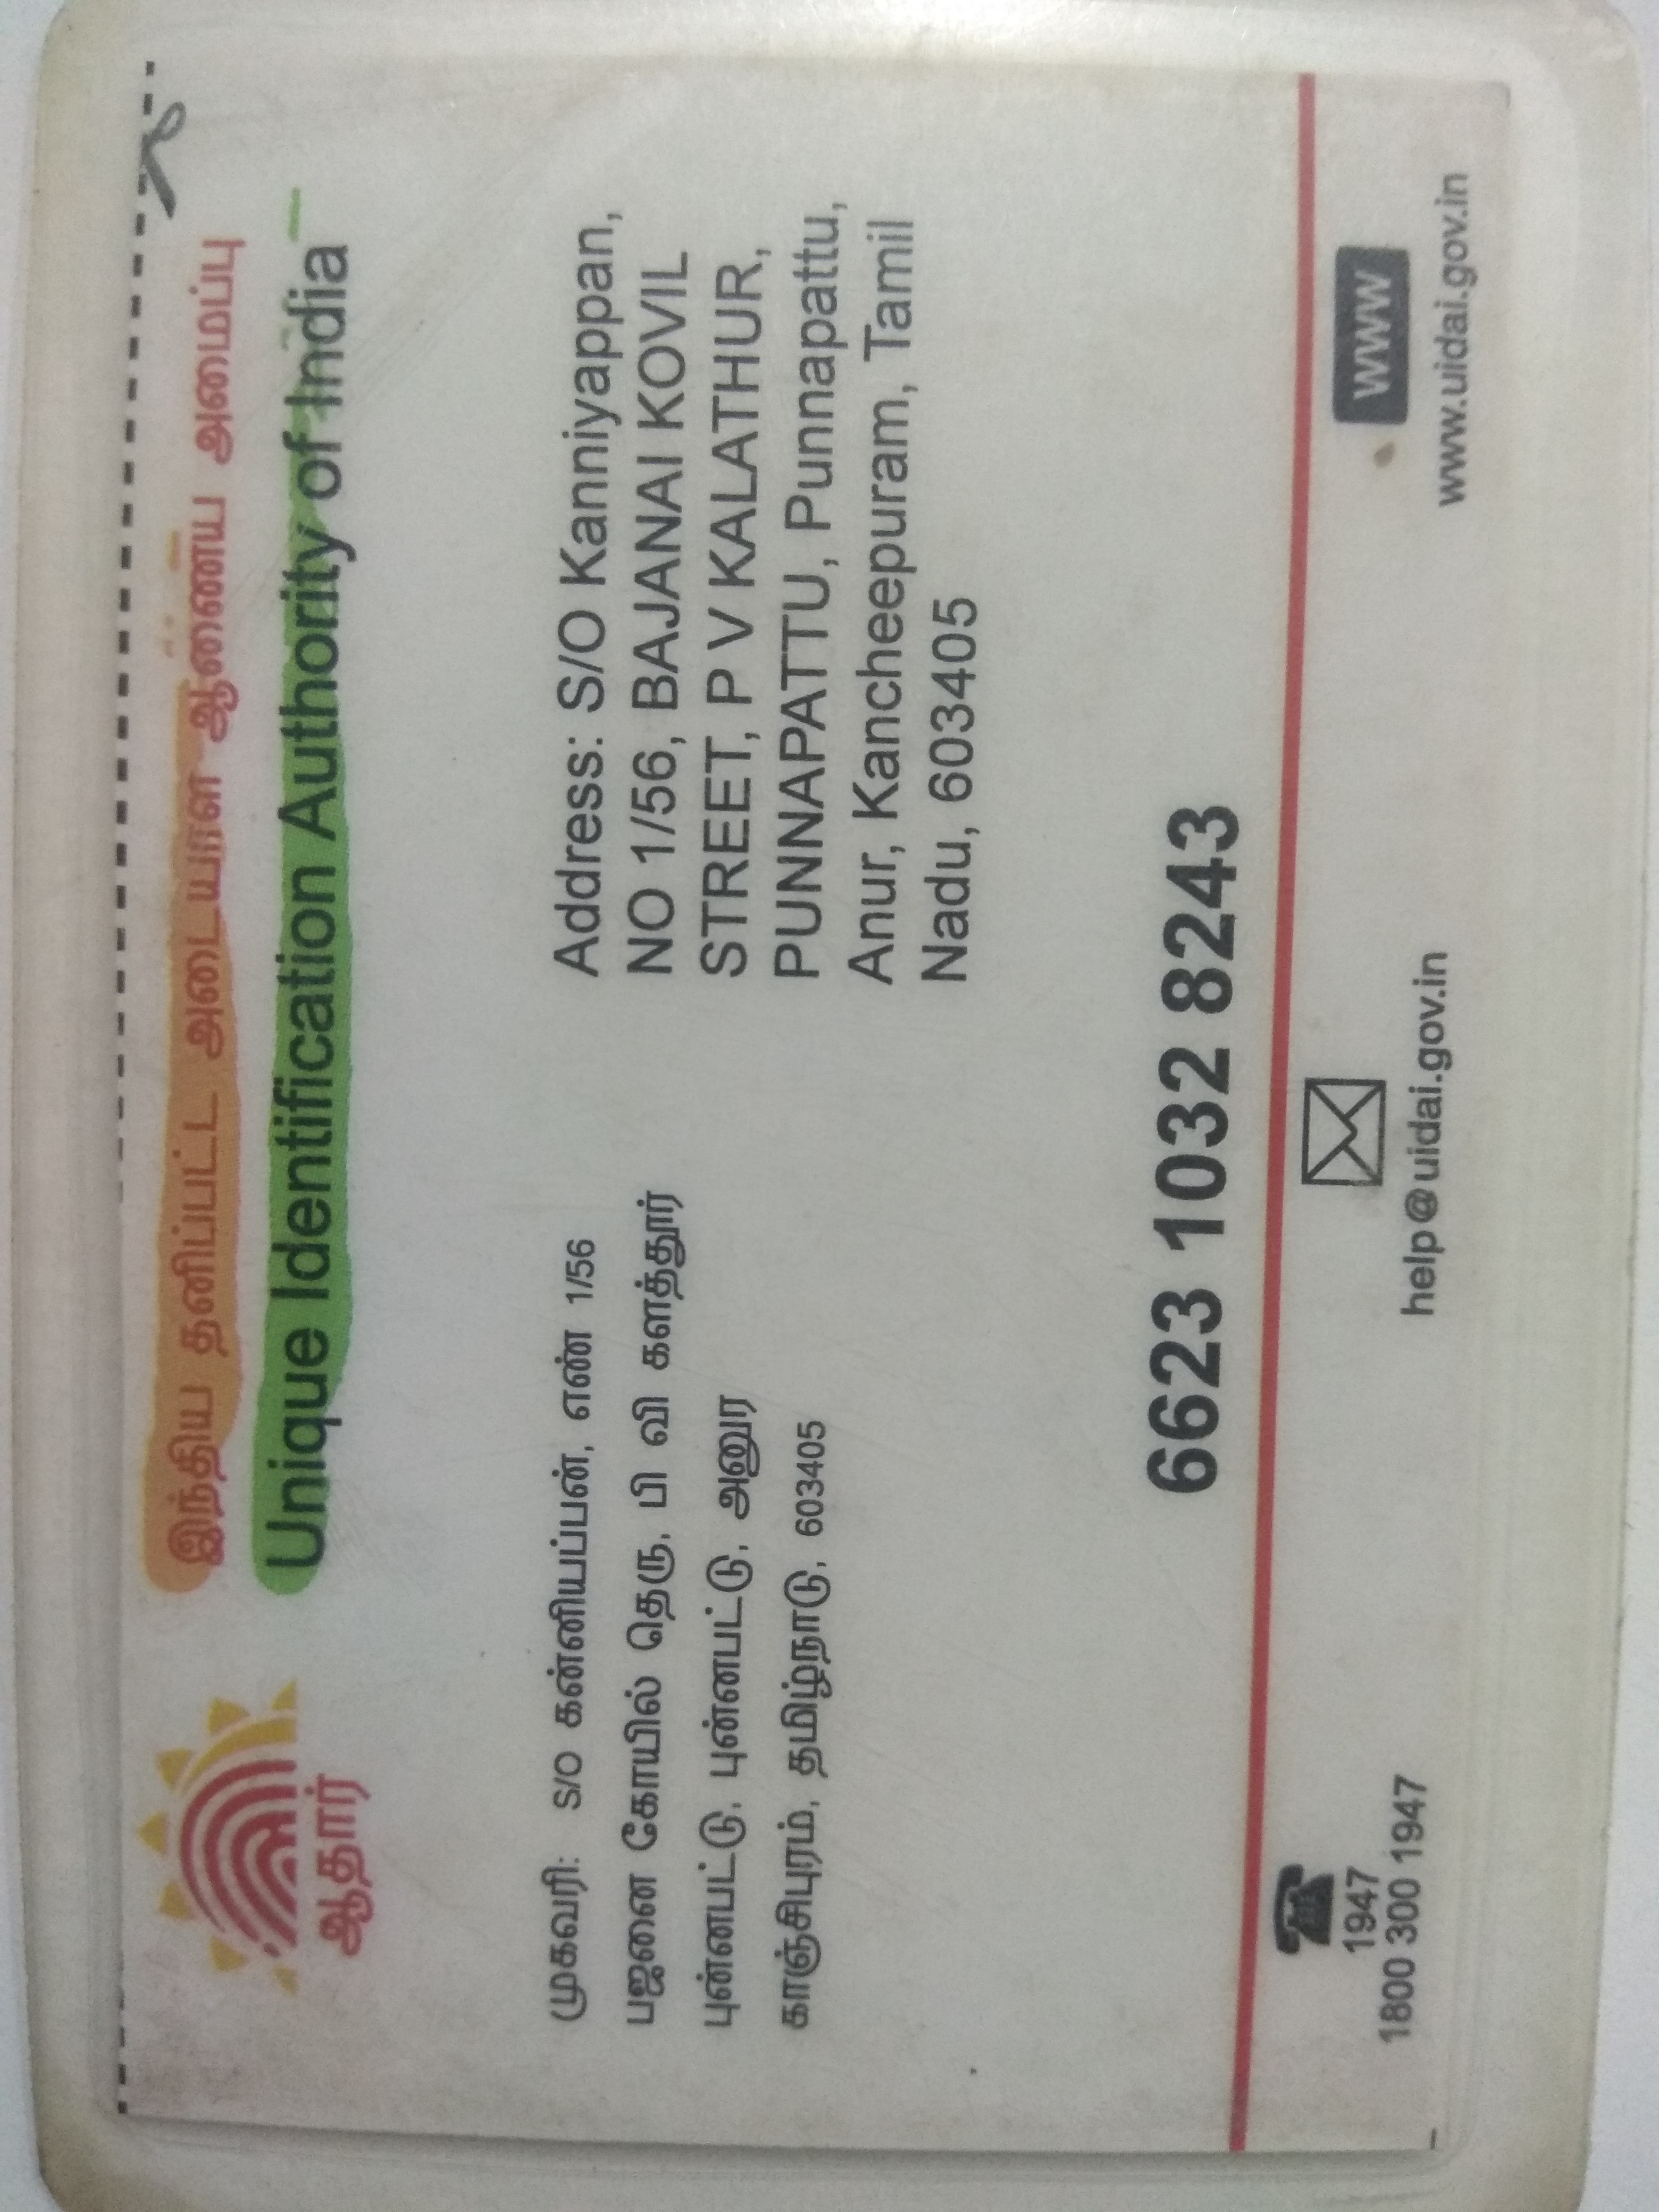 இந்திய தனிப்பட்ட அடையாள ஆணைய அமைப்பு
Unique Identification Authority of India
ஆதார்
முகவரி: S/O கன்னியப்பன், எண் 1/56
பஜனை கோயில் தெரு, பி வி களத்தூர்
புன்னபட்டு, புன்னபட்டு, அனுர
காஞ்சிபுரம், தமிழ்நாடு, 603405
Address: S/O Kanniyappan,
NO 1/56, BAJANAI KOVIL
STREET, P V KALATHUR,
PUNNAPATTU, Punnapattu,
Anur, Kancheepuram, Tamil
Nadu, 603405
6623 1032 8243
1947
1800 300 1947
help@uidai.gov.in
WWW
www.uidai.gov.in